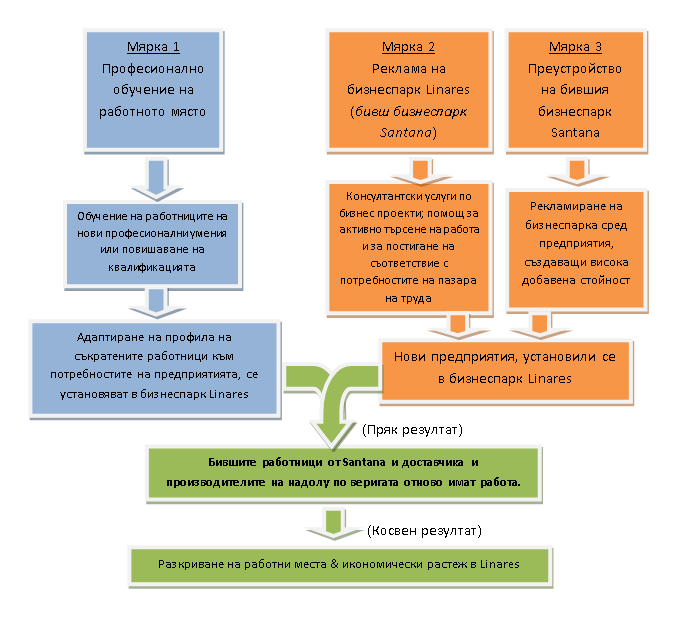 Мярка 1
Професионално
обучение на
работното място
Мярка 2
Реклама на
бизнеспарк Linares
(бивш бизнеспарк
Santana)
Мярка 3
Преустройство
на бившия
бизнеспарк
Santana
Обучение на работниците на
нови професионални умения
или повишаване на
квалификацията
Консултантски услуги по
бизнес проекти; помощ за
активно търсене на работа
и за постигане на
съответствие с
потребностите на пазара
на труда
Рекламиране на
бизнеспарка сред
предприятия,
създаващи висока
добавена стойност
Адаптиране на профила на
съкратените работници към
потребностите на предприятията, се
установяват в бизнеспарк Linares
Нови предприятия, установили се
в бизнеспарк Linares
(Пряк резултат)
Бившите работници от Santana и доставчика и
производителите на надолу по веригата отново имат работа.
(Косвен резултат)
Разкриване на работни места & икономически растеж в Linares